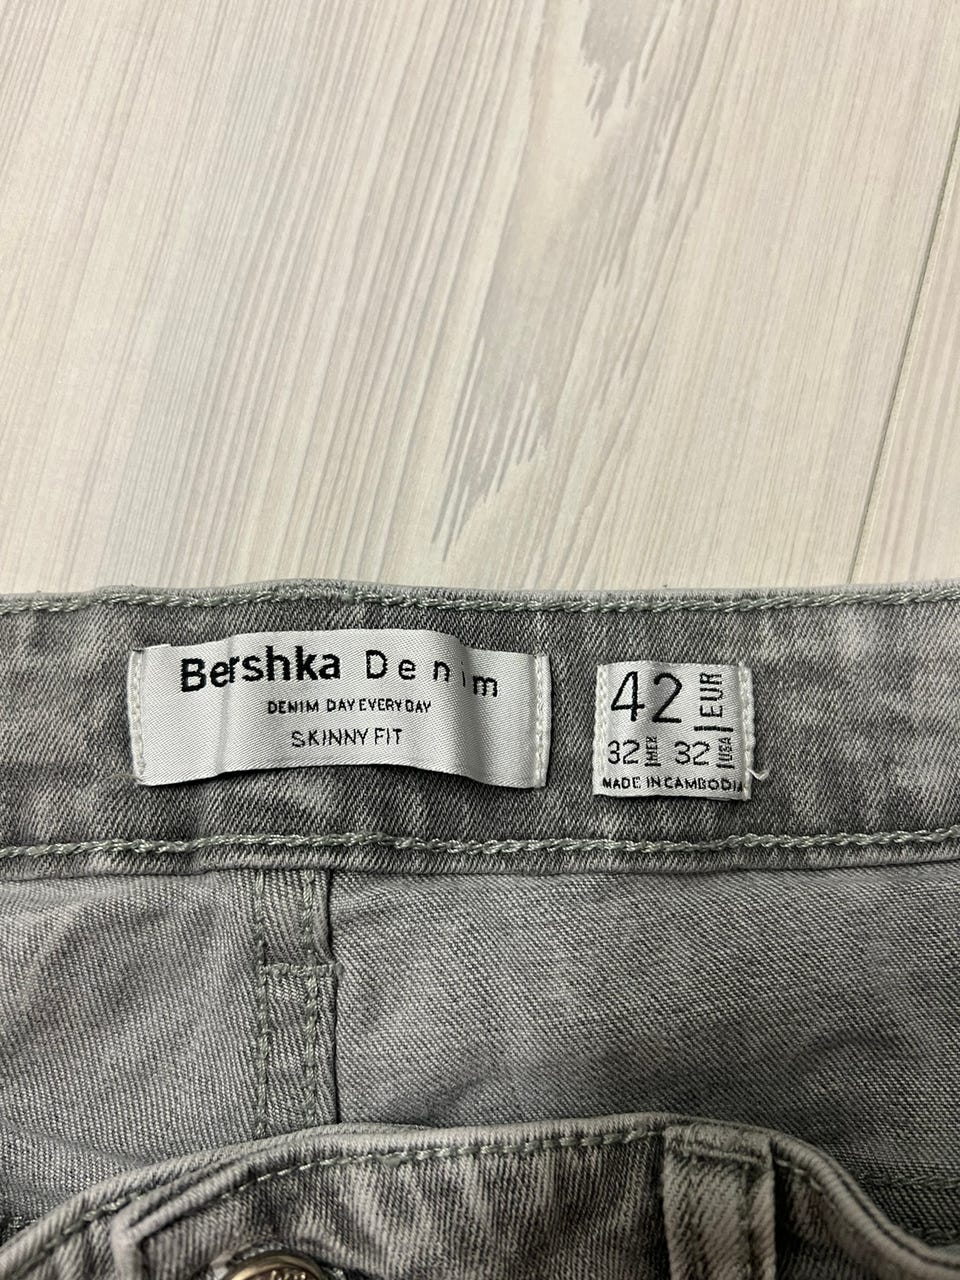 Bershka Denim
DENIM DAY EVERY DAY
SKINNY FIT
42 EUR
32 MEX 32 USA
MADE IN CAMBODIA